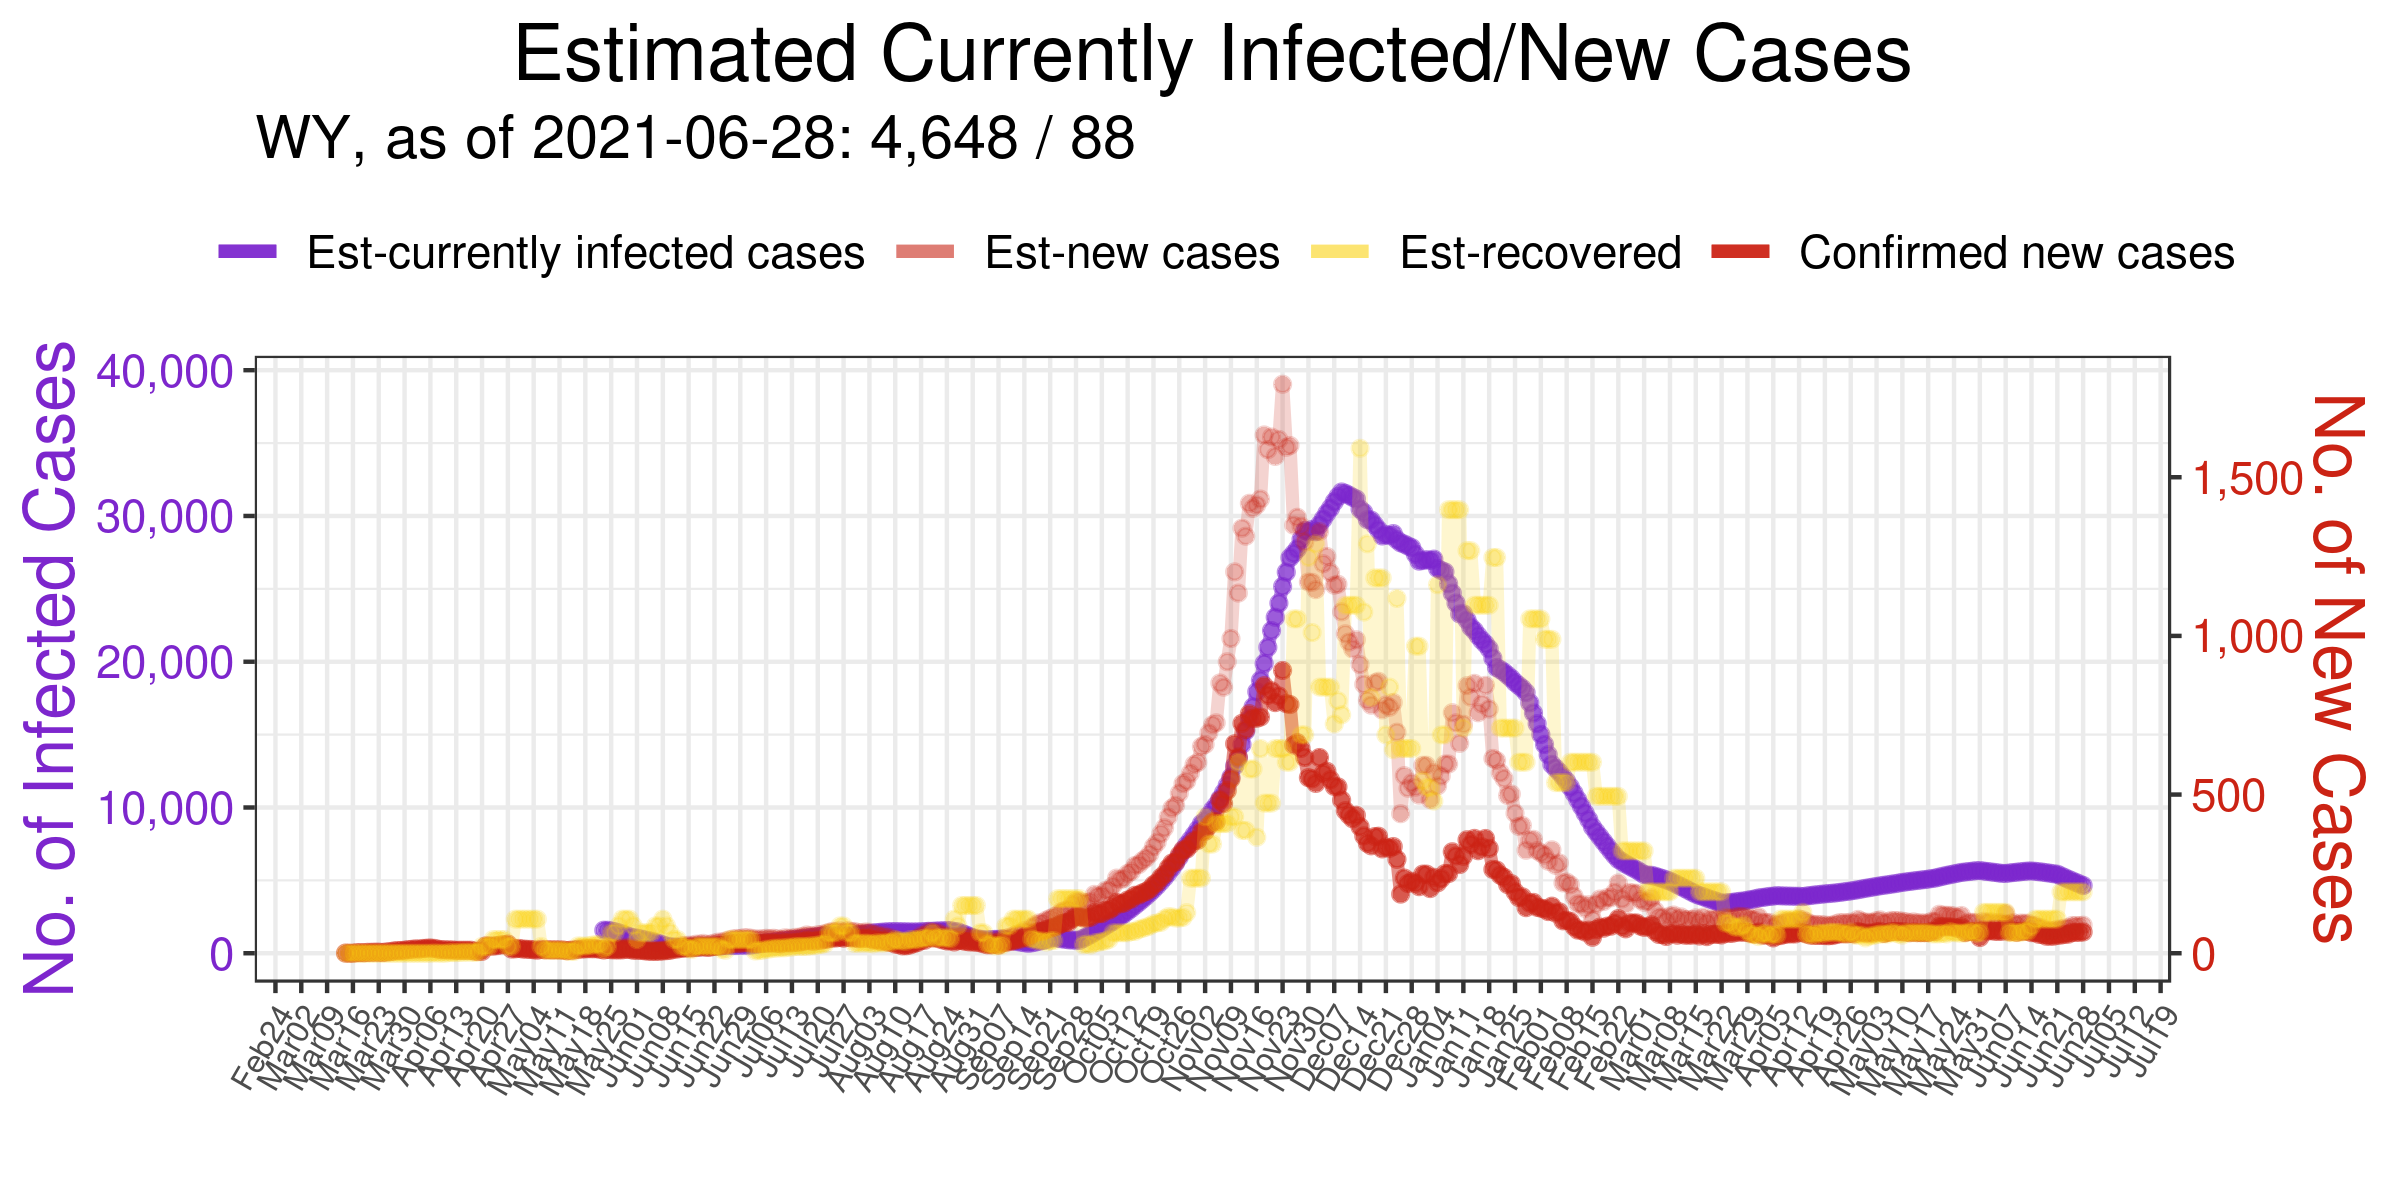 Estimated Currently Infected/New Cases
WY, as of 2021-06-28: 4,648 / 88
Est-currently infected cases Est-new cases Est-recovered Confirmed new cases
No. of Infected Cases
40,000
30,000
20,000
10,000
0
No. of New Cases
1,500
1,000
500
0
Feb24 Mar02 Mar09 Mar16 Mar23 Mar30 Apr06 Apr13 Apr20 Apr27 May04 May11 May18 May25 Jun01 Jun08 Jun15 Jun22 Jun29 Jul06 Jul13 Jul20 Jul27 Aug03 Aug10 Aug17 Aug24 Aug31 Sep07 Sep14 Sep21 Sep28 Oct05 Oct12 Oct19 Oct26 Nov02 Nov09 Nov16 Nov23 Nov30 Dec07 Dec14 Dec21 Dec28 Jan04 Jan11 Jan18 Jan25 Feb01 Feb08 Feb15 Feb22 Mar01 Mar08 Mar15 Mar22 Mar29 Apr05 Apr12 Apr19 Apr26 May03 May10 May17 May24 May31 Jun07 Jun14 Jun21 Jun28 Jul05 Jul12 Jul19